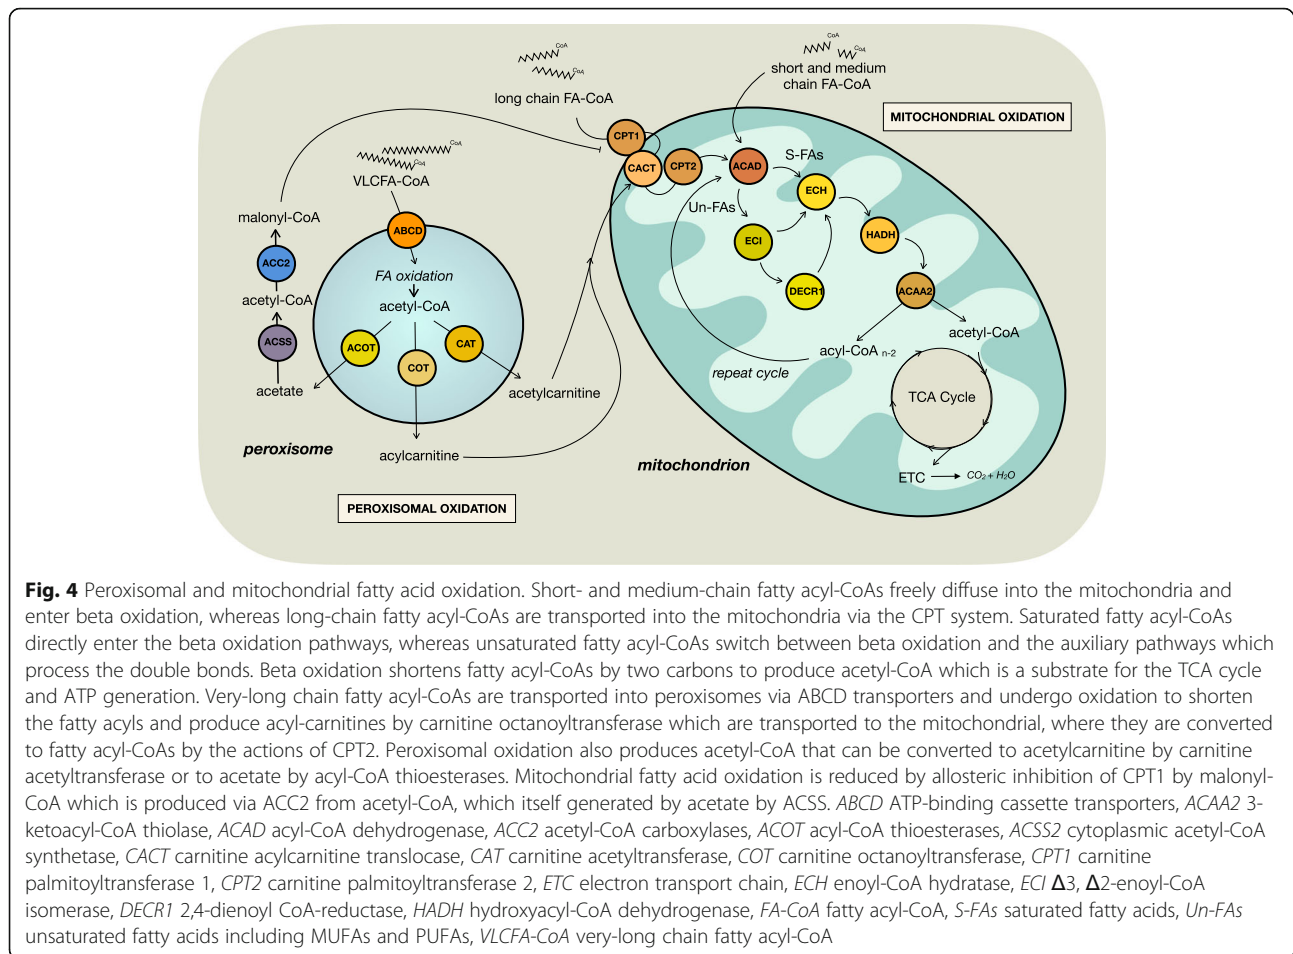 CoA
CoA
long chain FA-CoA
CoA
CoA
short and medium
chain FA-CoA
MITOCHONDRIAL OXIDATION
CoA
CoA
VLCFA-CoA
CPT1
CACT
CPT2
ACAD
S-FAs
ECH
Un-FAs
ECI
HADH
DECR1
ACAA2
malonyl-CoA
ACC2
acetyl-CoA
ACSS
acetate
ABCD
FA oxidation
acetyl-CoA
ACOT
COT
CAT
acetylcarnitine
acylcarnitine
peroxisome
PEROXISOMAL OXIDATION
acetyl-CoA
acyl-CoA n-2
repeat cycle
TCA Cycle
mitochondrion
ETC
CO₂ + H₂O
Fig. 4 Peroxisomal and mitochondrial fatty acid oxidation. Short- and medium-chain fatty acyl-CoAs freely diffuse into the mitochondria and
enter beta oxidation, whereas long-chain fatty acyl-CoAs are transported into the mitochondria via the CPT system. Saturated fatty acyl-CoAs
directly enter the beta oxidation pathways, whereas unsaturated fatty acyl-CoAs switch between beta oxidation and the auxiliary pathways which
process the double bonds. Beta oxidation shortens fatty acyl-CoAs by two carbons to produce acetyl-CoA which is a substrate for the TCA cycle
and ATP generation. Very-long chain fatty acyl-CoAs are transported into peroxisomes via ABCD transporters and undergo oxidation to shorten
the fatty acyls and produce acyl-carnitines by carnitine octanoyltransferase which are transported to the mitochondrial, where they are converted
to fatty acyl-CoAs by the actions of CPT2. Peroxisomal oxidation also produces acetyl-CoA that can be converted to acetylcarnitine by carnitine
acetyltransferase or to acetate by acyl-CoA thioesterases. Mitochondrial fatty acid oxidation is reduced by allosteric inhibition of CPT1 by malonyl-
CoA which is produced via ACC2 from acetyl-CoA, which itself generated by acetate by ACSS. ABCD ATP-binding cassette transporters, ACAA2 3-
ketoacyl-CoA thiolase, ACAD acyl-CoA dehydrogenase, ACC2 acetyl-CoA carboxylases, ACOT acyl-CoA thioesterases, ACSS2 cytoplasmic acetyl-CoA
synthetase, CACT carnitine acylcarnitine translocase, CAT carnitine acetyltransferase, COT carnitine octanoyltransferase, CPT1 carnitine
palmitoyltransferase 1, CPT2 carnitine palmitoyltransferase 2, ETC electron transport chain, ECH enoyl-CoA hydratase, ECI Δ3, Δ2-enoyl-CoA
isomerase, DECR1 2,4-dienoyl CoA-reductase, HADH hydroxyacyl-CoA dehydrogenase, FA-CoA fatty acyl-CoA, S-FAs saturated fatty acids, Un-FAs
unsaturated fatty acids including MUFAs and PUFAs, VLCFA-CoA very-long chain fatty acyl-CoA